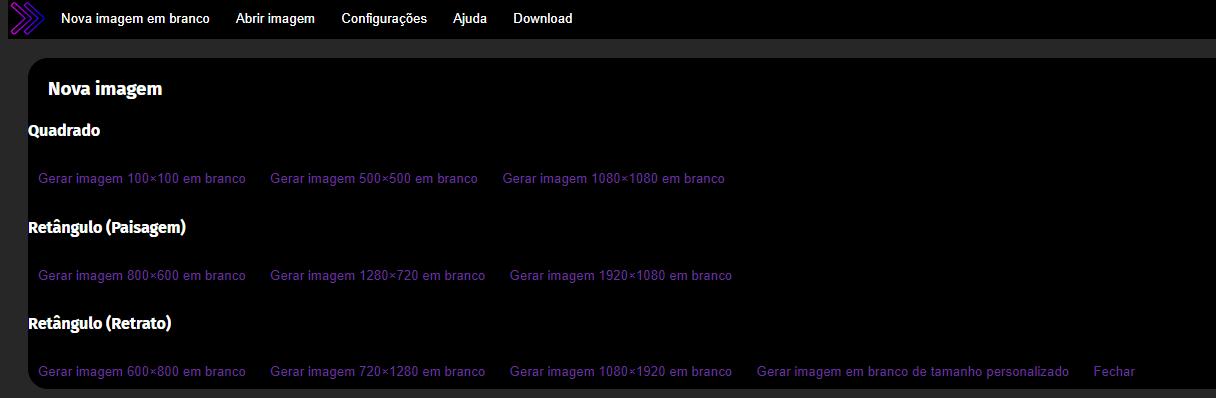 Nova imagem em branco Abrir imagem Configurações Ajuda Download
Nova imagem
Quadrado
Gerar imagem 100×100 em branco Gerar imagem 500×500 em branco Gerar imagem 1080×1080 em branco
Retângulo (Paisagem)
Gerar imagem 800×600 em branco Gerar imagem 1280×720 em branco Gerar imagem 1920×1080 em branco
Retângulo (Retrato)
Gerar imagem 600×800 em branco Gerar imagem 720×1280 em branco Gerar imagem 1080×1920 em branco Gerar imagem em branco de tamanho personalizado Fechar